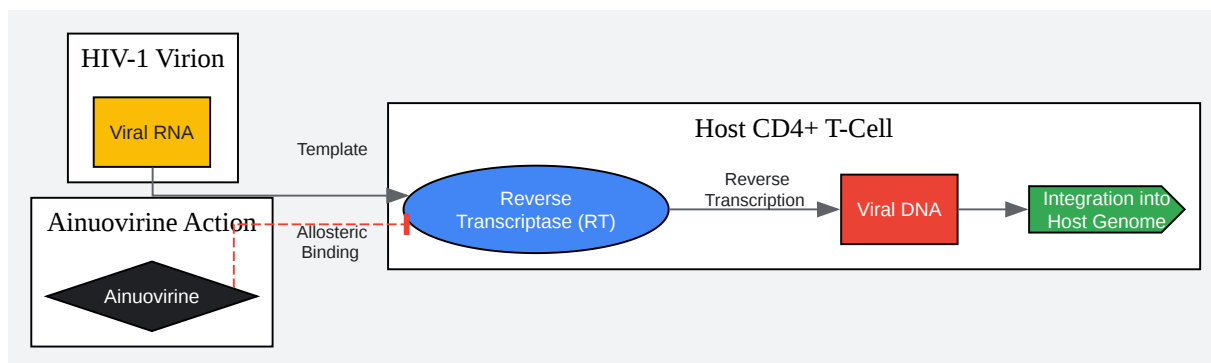 HIV-1 Virion
Viral RNA
Ainuovirine Action
Ainuovirine
Template
Allosteric
Binding
Host CD4+ T-Cell
Reverse
Transcriptase (RT)
Reverse
Transcription
Viral DNA
Integration into
Host Genome